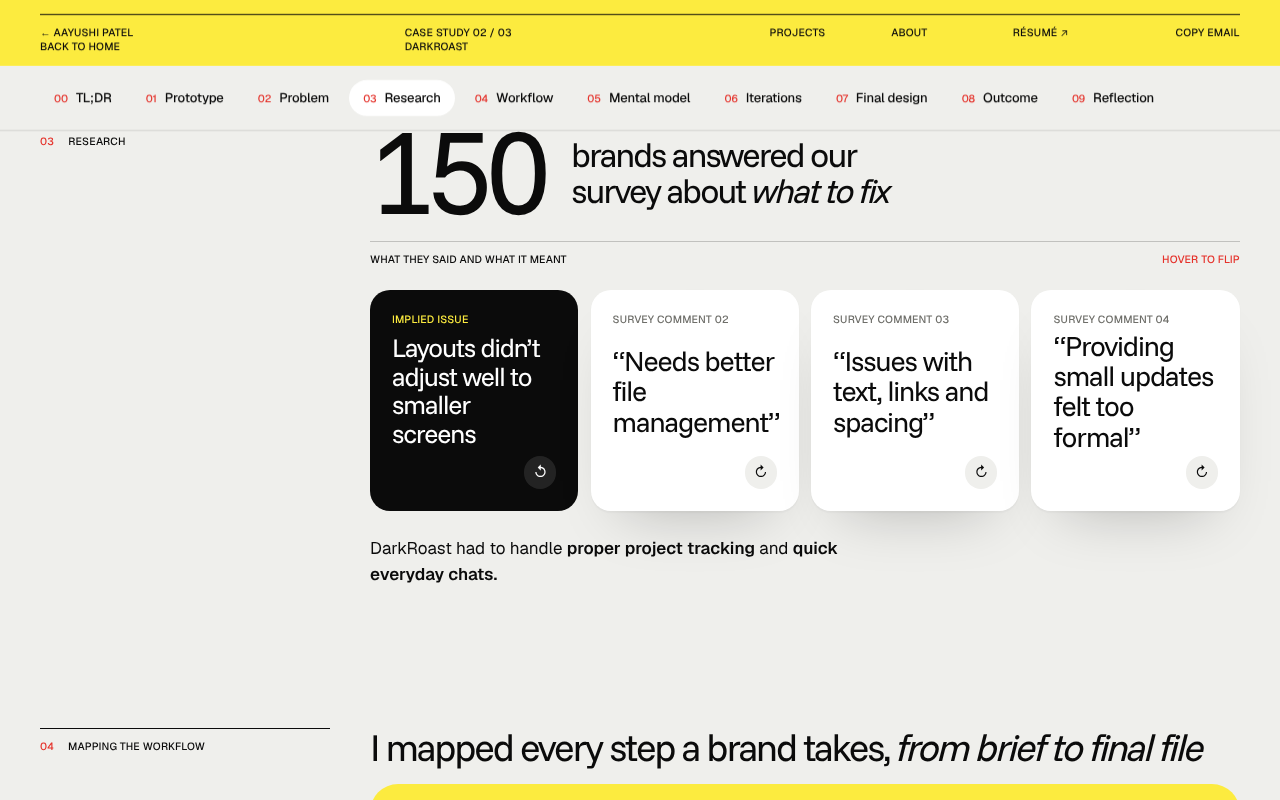 ← AAYUSHI PATEL
BACK TO HOME
CASE STUDY 02 / 03
DARKROAST
PROJECTS
ABOUT
RÉSUMÉ ↗
COPY EMAIL
00 TL;DR
01 Prototype
02 Problem
03 Research
04 Workflow
05 Mental model
06 Iterations
07 Final design
08 Outcome
09 Reflection
03 RESEARCH
150
brands answered our
survey about what to fix
WHAT THEY SAID AND WHAT IT MEANT
HOVER TO FLIP
IMPLIED ISSUE
Layouts didn’t
adjust well to
smaller
screens
SURVEY COMMENT 02
“Needs better
file
management”
SURVEY COMMENT 03
“Issues with
text, links and
spacing”
SURVEY COMMENT 04
“Providing
small updates
felt too
formal”
DarkRoast had to handle proper project tracking and quick
everyday chats.
04 MAPPING THE WORKFLOW
I mapped every step a brand takes, from brief to final file